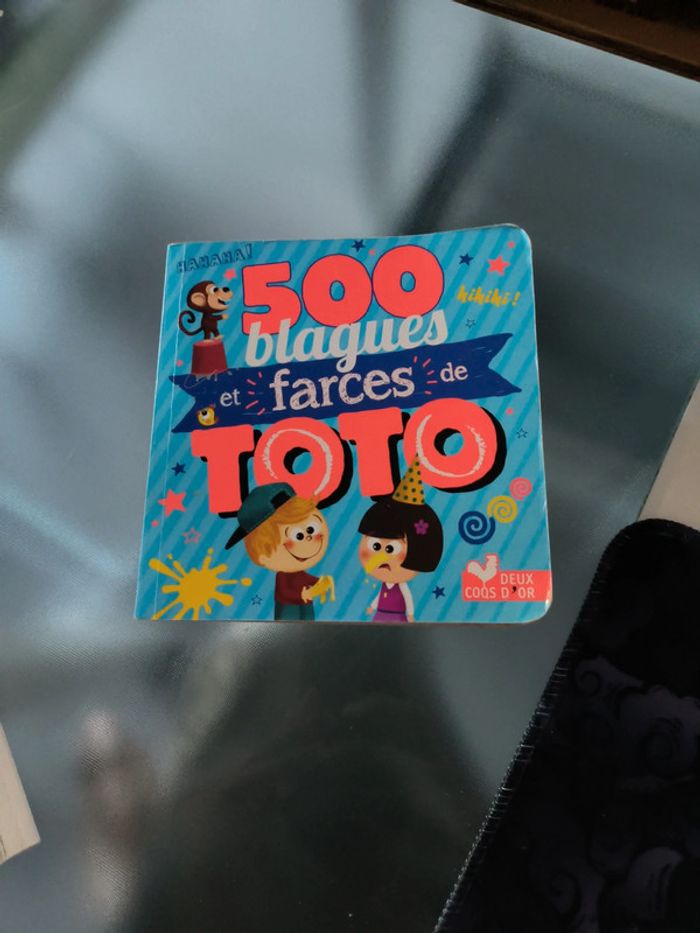 HAHAHA!
500
hihihi !
blagues
et farces de
TOTO
DEUX
COQS D'OR